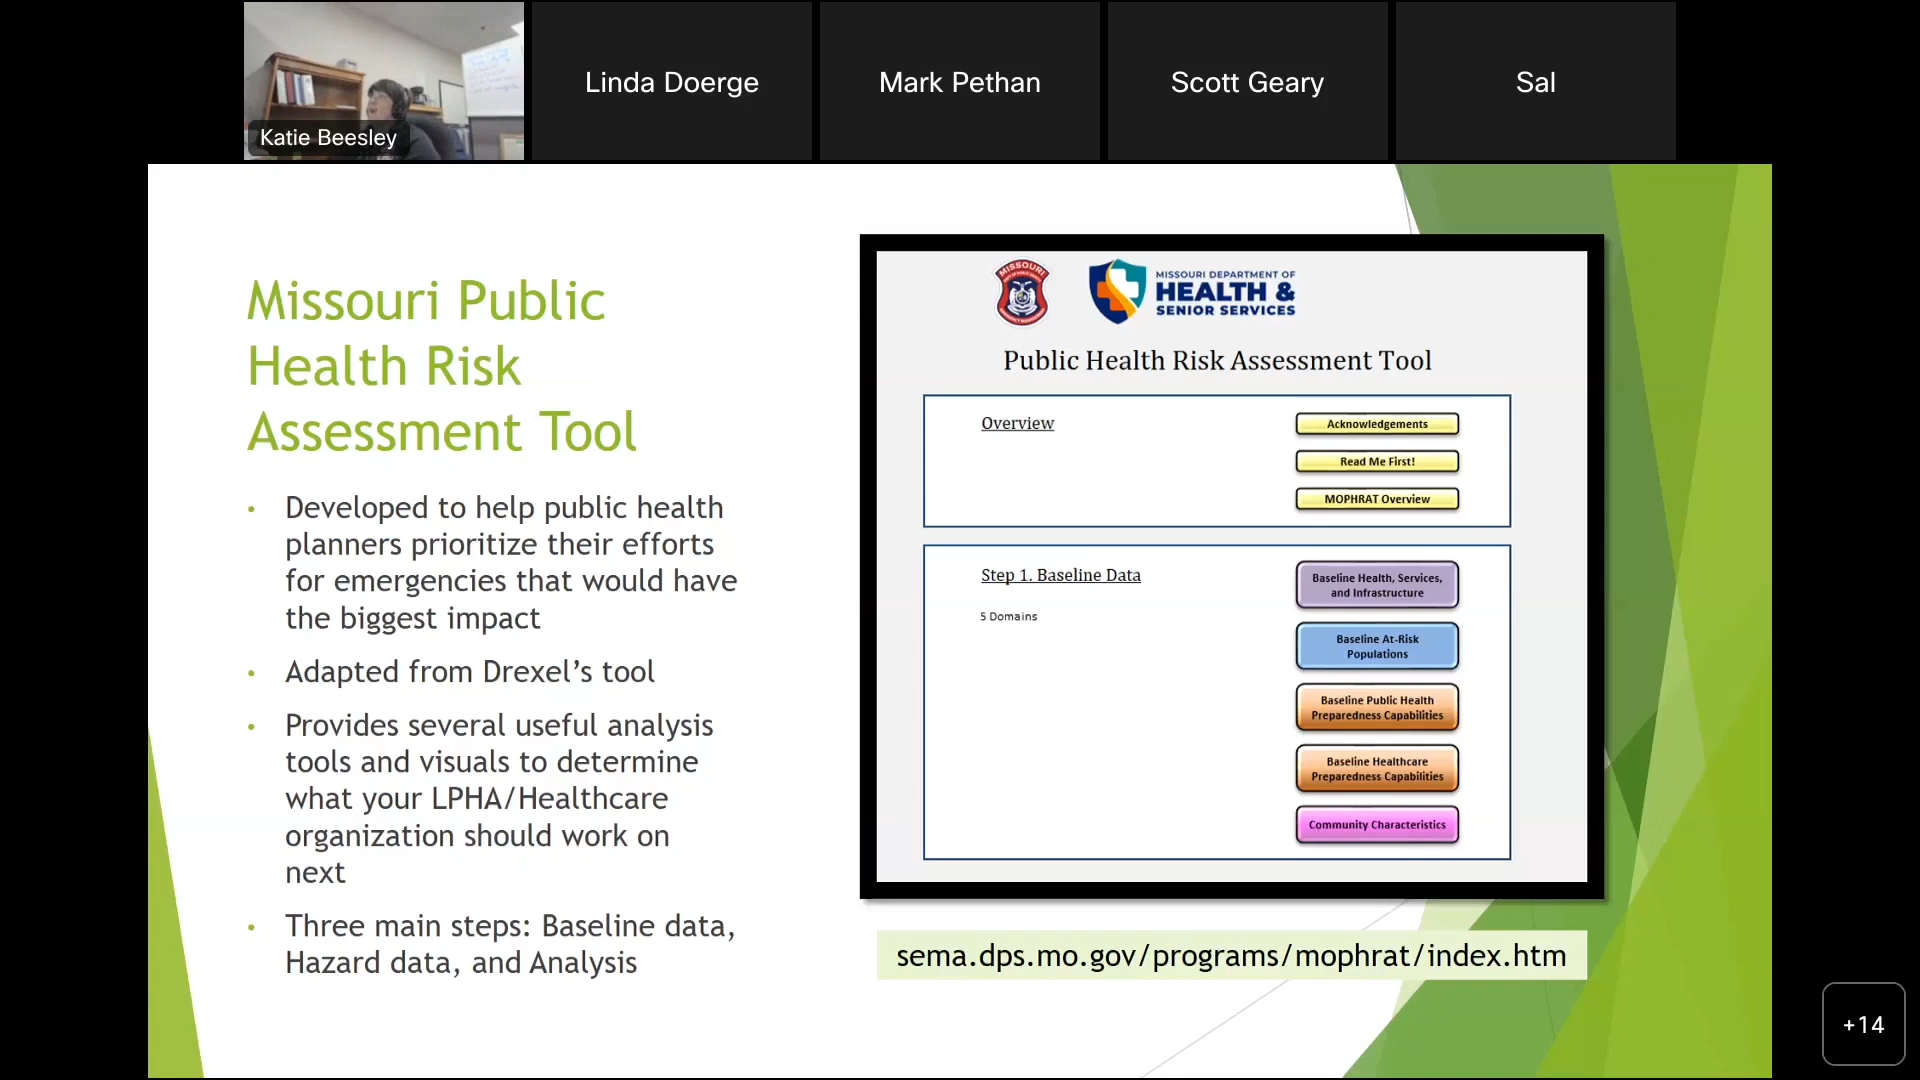 Katie Beesley
Linda Doerge
Mark Pethan
Scott Geary
Sal
Missouri Public
Health Risk
Assessment Tool
• Developed to help public health
planners prioritize their efforts
for emergencies that would have
the biggest impact
• Adapted from Drexel’s tool
• Provides several useful analysis
tools and visuals to determine
what your LPHA/Healthcare
organization should work on
next
• Three main steps: Baseline data,
Hazard data, and Analysis
MISSOURI
MISSOURI DEPARTMENT OF
HEALTH &
SENIOR SERVICES
Public Health Risk Assessment Tool
Overview
Acknowledgements
Read Me First!
MOPHRAT Overview
Step 1. Baseline Data
5 Domains
Baseline Health, Services,
and Infrastructure
Baseline At-Risk
Populations
Baseline Public Health
Preparedness Capabilities
Baseline Healthcare
Preparedness Capabilities
Community Characteristics
sema.dps.mo.gov/programs/mophrat/index.htm
+14